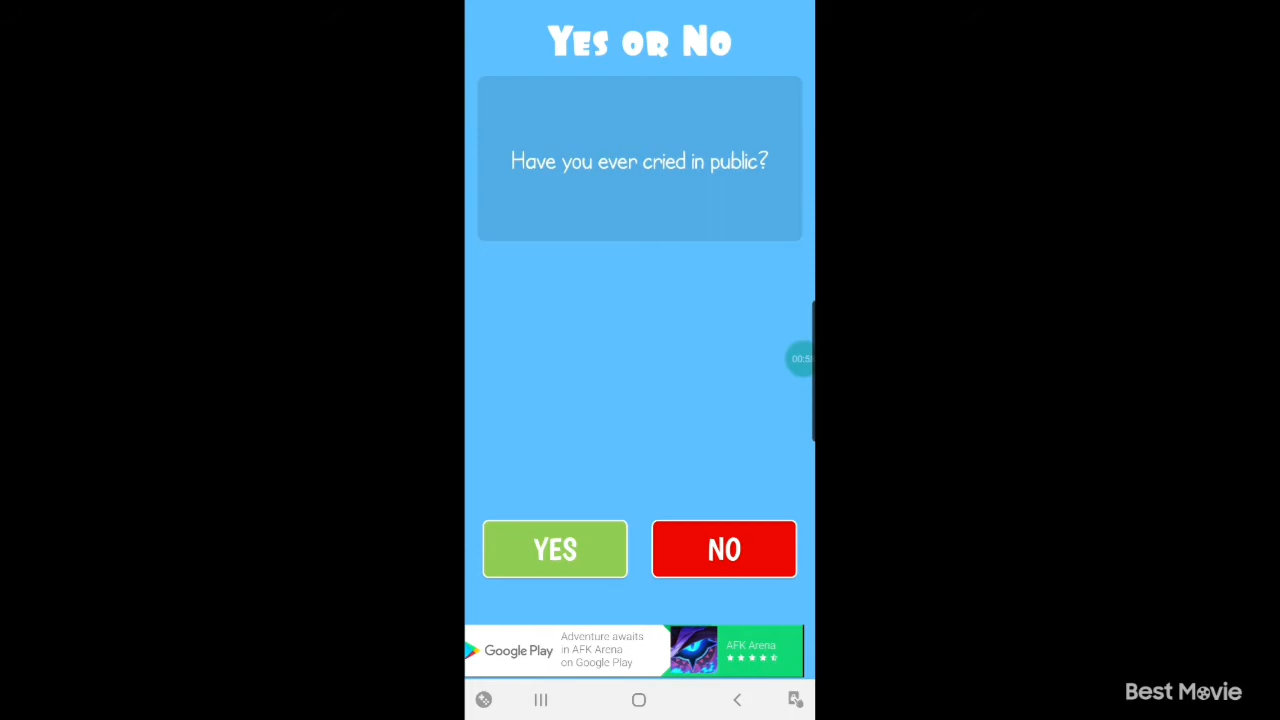 Yes or No
Have you ever cried in public?
YES
NO
Google Play
Adventure awaits
in AFK Arena
on Google Play
AFK Arena
Best Movie